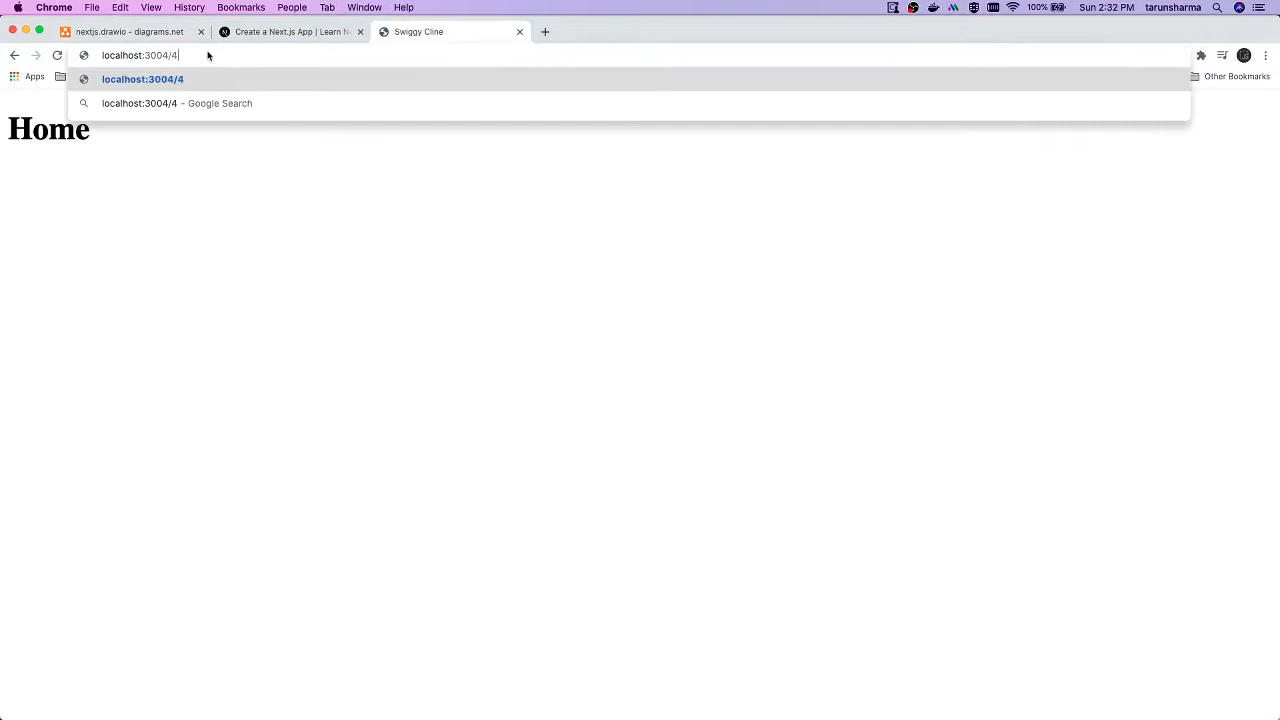 Chrome File Edit View History Bookmarks People Tab Window Help 100% Sun 2:32 PM tarunsharma
nextjs.drawio - diagrams.net Create a Next.js App | Learn N Swiggy Cline
localhost:3004/4
Apps Other Bookmarks
localhost:3004/4
localhost:3004/4 - Google Search
Home